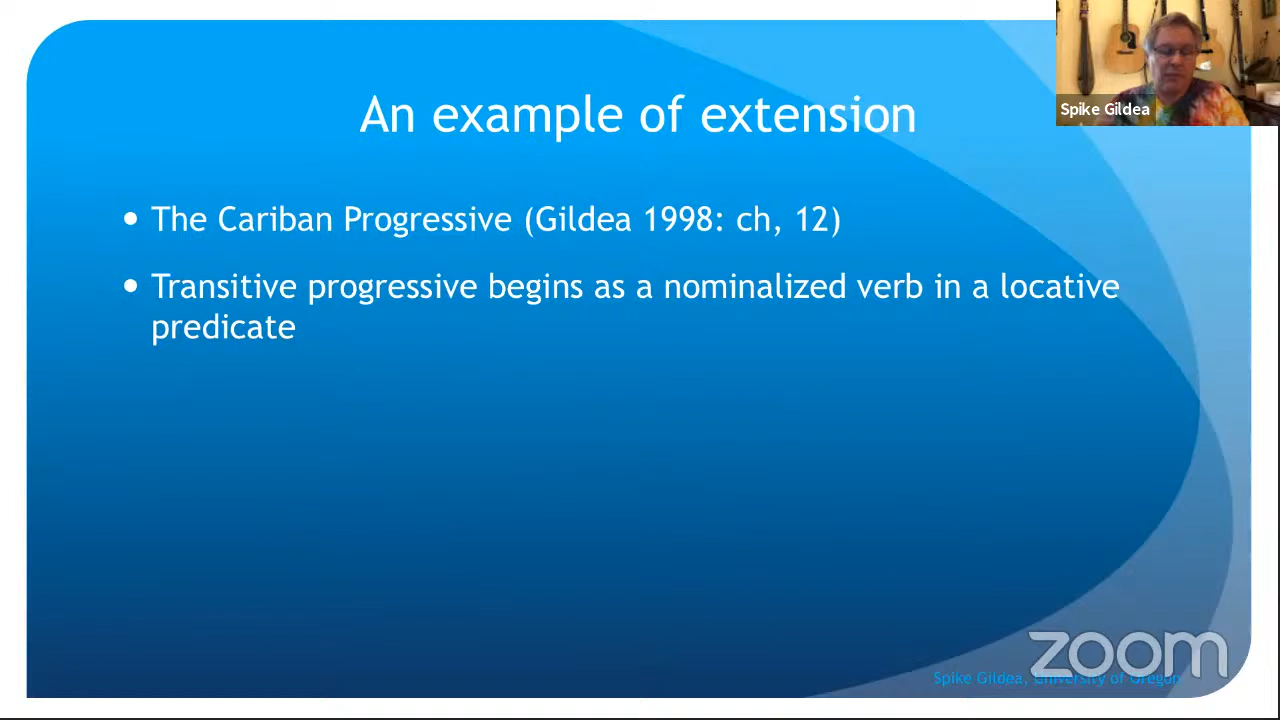 An example of extension
Spike Gildea
• The Cariban Progressive (Gildea 1998: ch, 12)
• Transitive progressive begins as a nominalized verb in a locative
predicate
zoom
Spike Gildea, University of Oregon